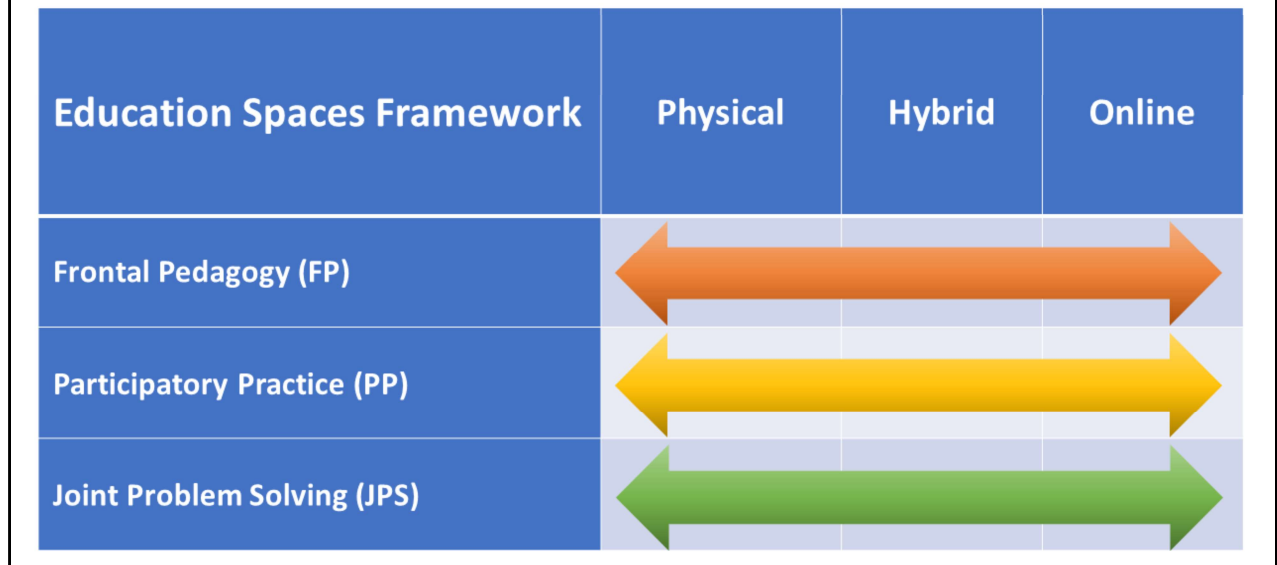 Education Spaces Framework
Physical
Hybrid
Online
Frontal Pedagogy (FP)
Participatory Practice (PP)
Joint Problem Solving (JPS)